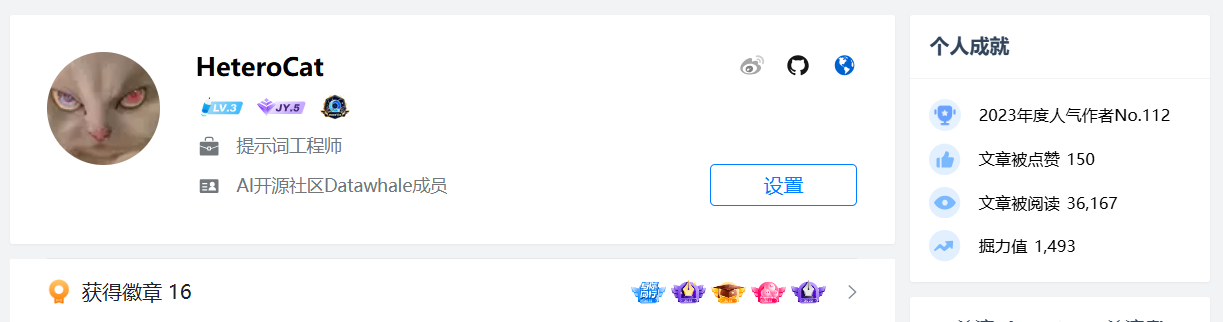 HeteroCat
LV.3 JY.5
提示词工程师
AI开源社区Datawhale成员
设置
获得徽章 16
个人成就
2023年度人气作者No.112
文章被点赞 150
文章被阅读 36,167
掘力值 1,493